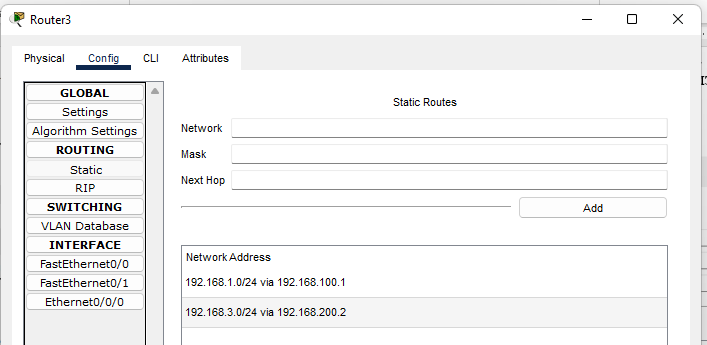 Router3
Physical Config CLI Attributes
GLOBAL
Settings
Algorithm Settings
ROUTING
Static
RIP
SWITCHING
VLAN Database
INTERFACE
FastEthernet0/0
FastEthernet0/1
Ethernet0/0/0
Static Routes
Network
Mask
Next Hop
Add
Network Address
192.168.1.0/24 via 192.168.100.1
192.168.3.0/24 via 192.168.200.2